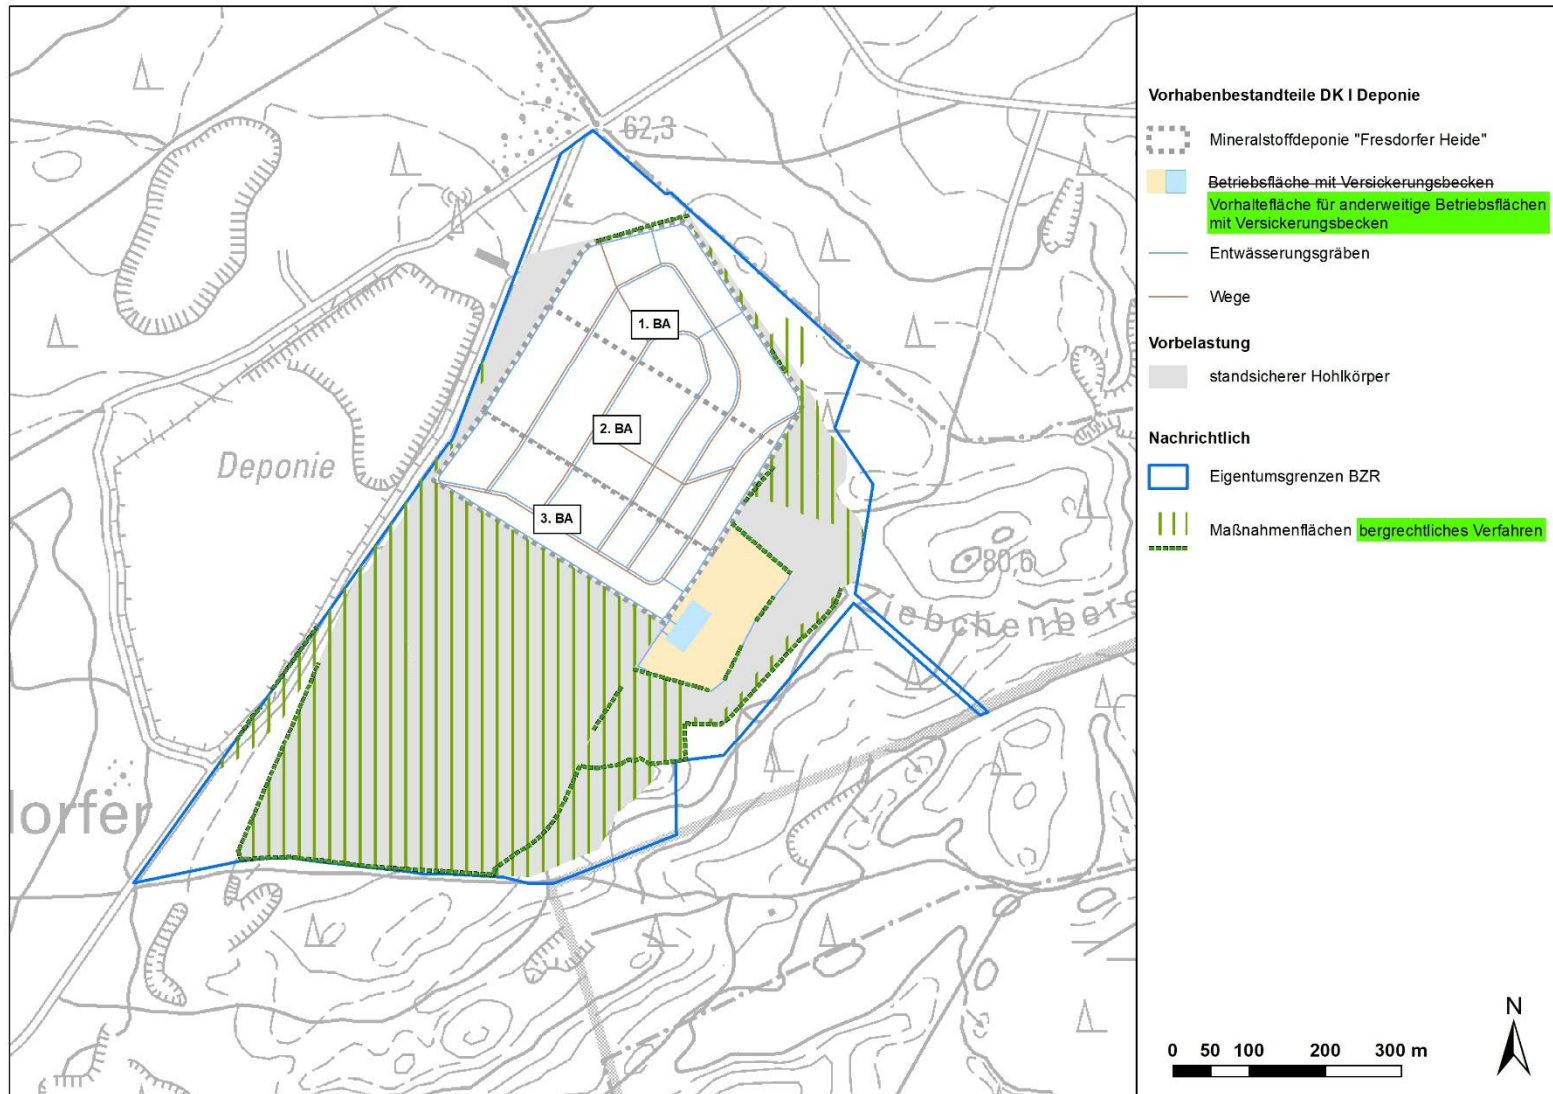 62,3
1. BA
2. BA
Deponie
3. BA
80,6
Ziebchenberg
dorfer
Vorhabenbestandteile DK I Deponie
Mineralstoffdeponie "Fresdorfer Heide"
Betriebsfläche mit Versickerungsbecken
Vorhaltefläche für anderweitige Betriebsflächen
mit Versickerungsbecken
Entwässerungsgräben
Wege
Vorbelastung
standsicherer Hohlkörper
Nachrichtlich
Eigentumsgrenzen BZR
Maßnahmenflächen bergrechtliches Verfahren
N
0 50 100 200 300 m